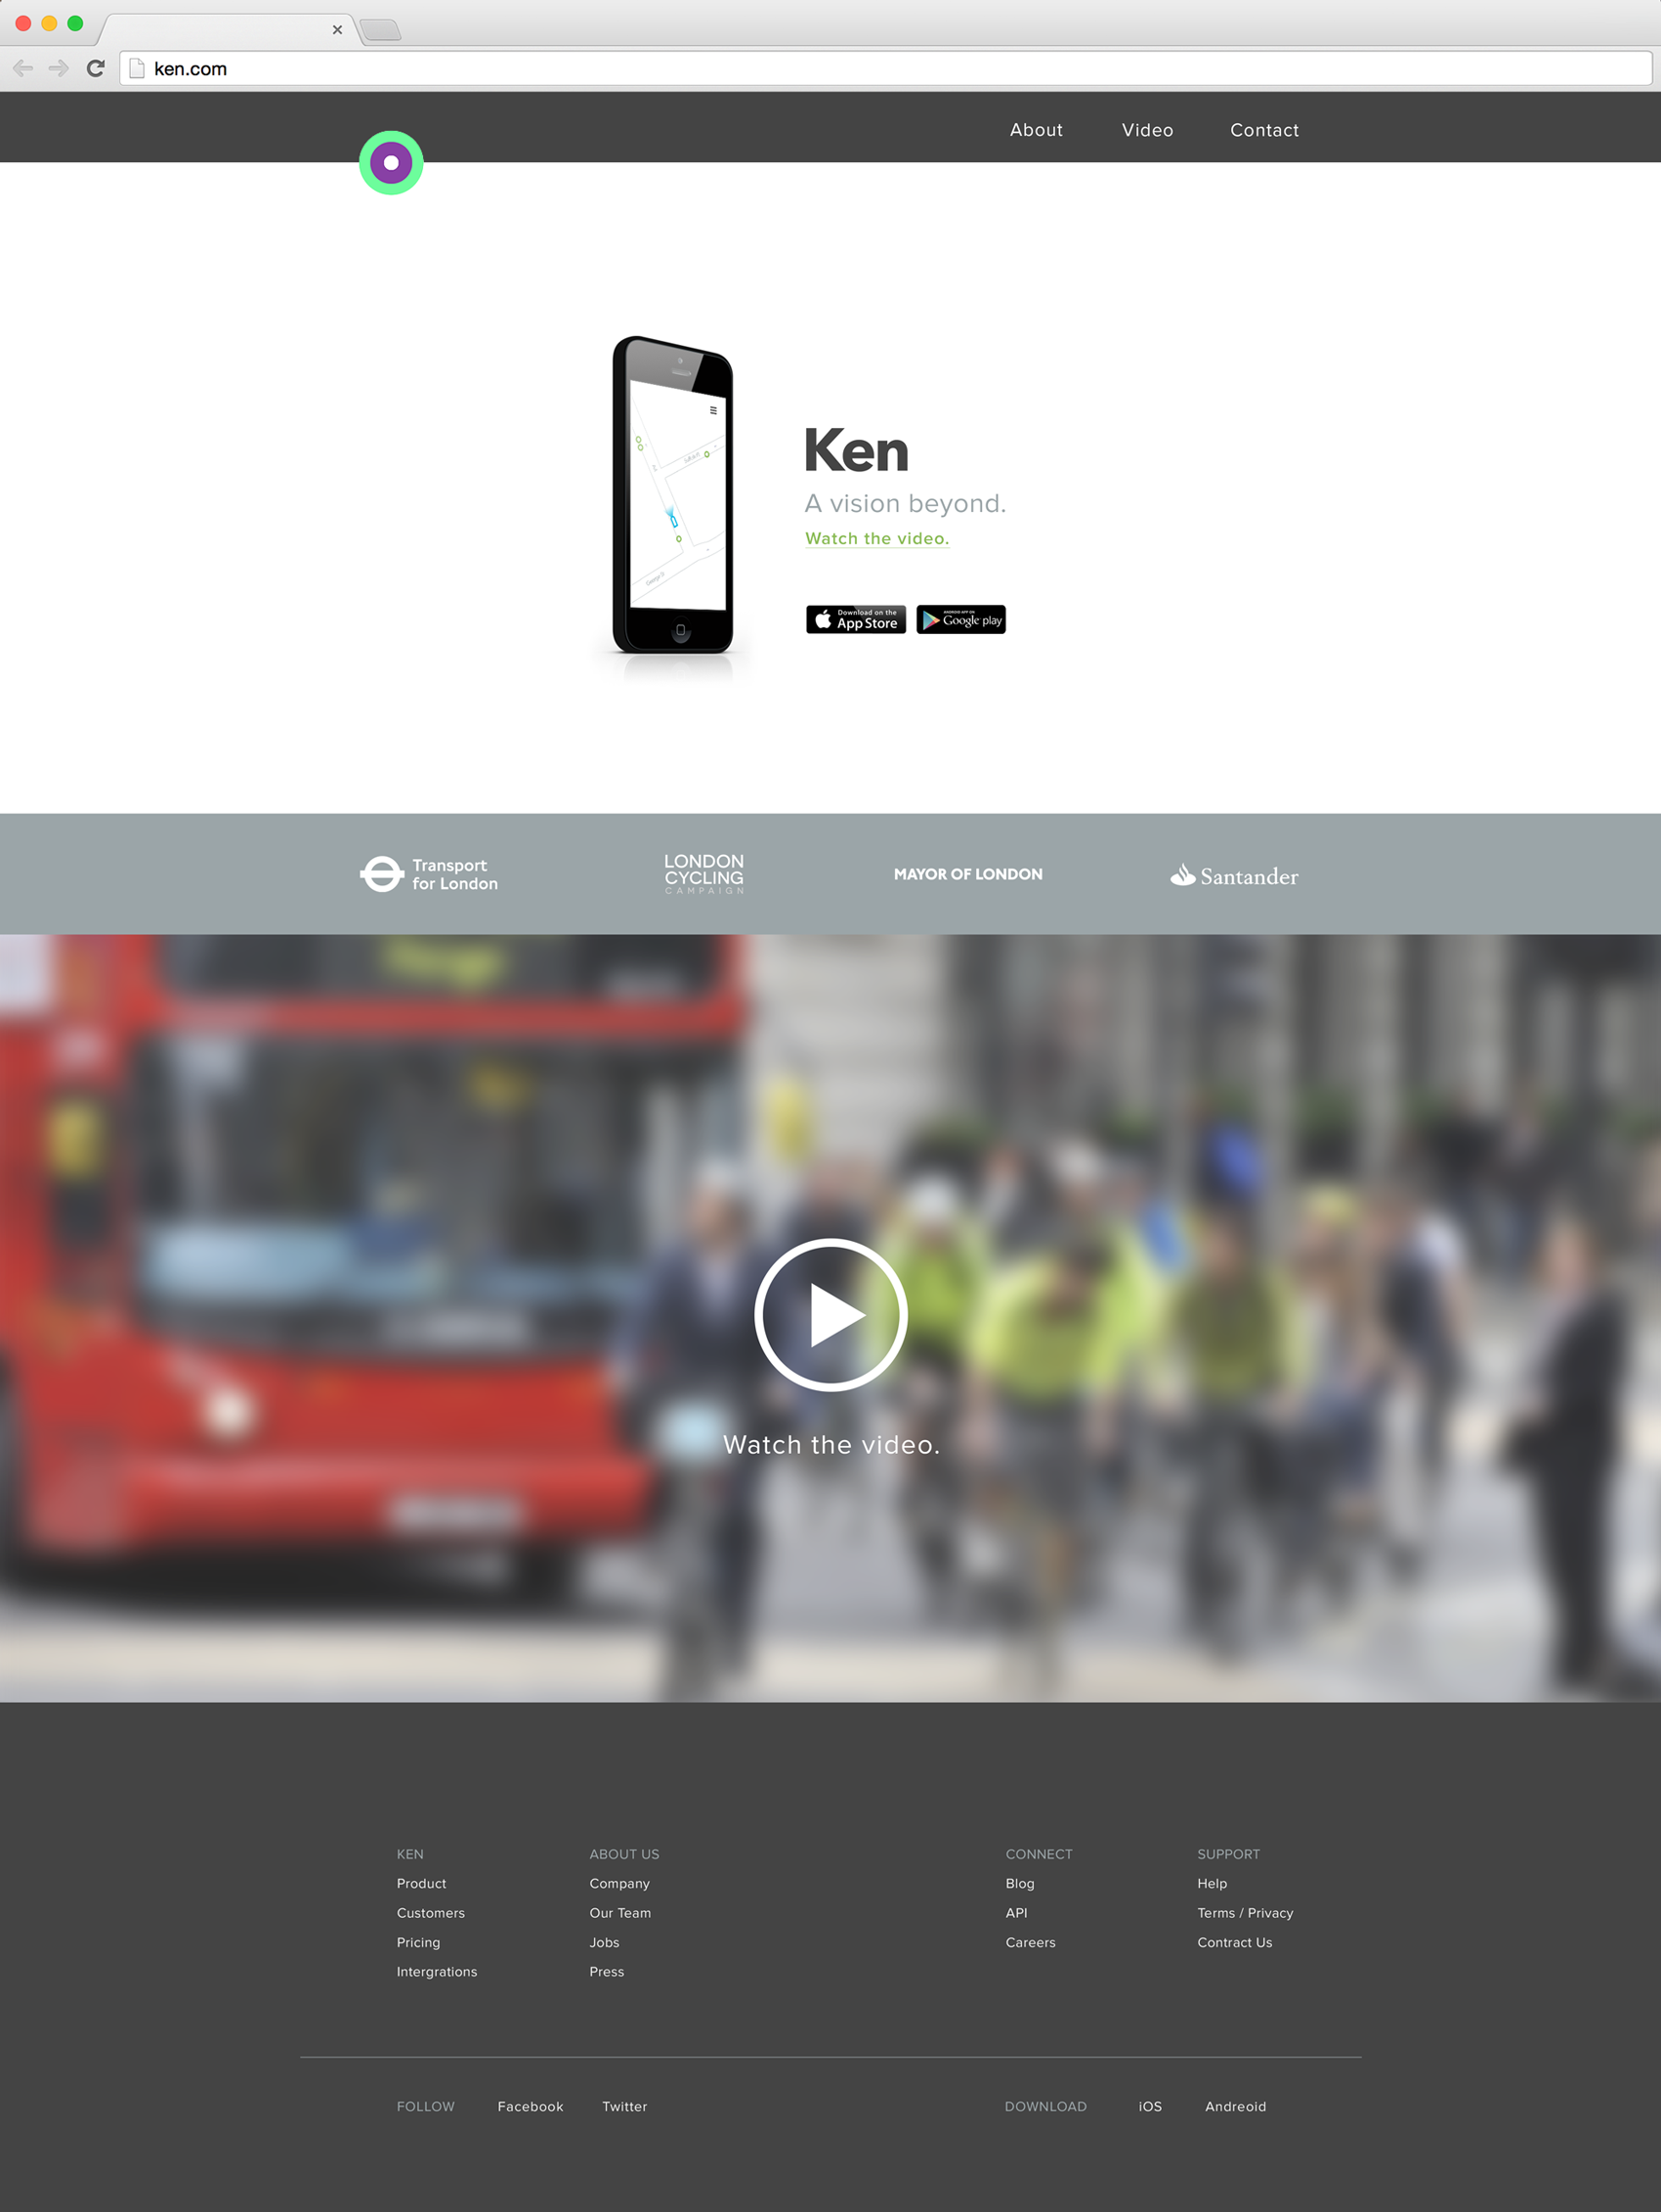 ken.com
About Video Contact
Ken
A vision beyond.
Watch the video.
Download on the
App Store
ANDROID APP ON
Google play
George St
Transport
for London
LONDON
CYCLING
CAMPAIGN
MAYOR OF LONDON
Santander
Watch the video.
KEN
Product
Customers
Pricing
Intergrations
ABOUT US
Company
Our Team
Jobs
Press
CONNECT
Blog
API
Careers
SUPPORT
Help
Terms / Privacy
Contract Us
FOLLOW Facebook Twitter
DOWNLOAD iOS Andreoid